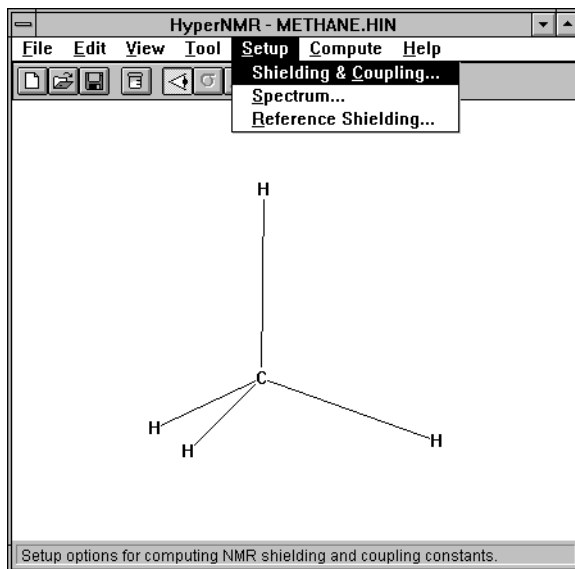 HyperNMR - METHANE.HIN
File Edit View Tool Setup Compute Help
Shielding & Coupling...
Spectrum...
Reference Shielding...
σ
H
C
H
H
H
Setup options for computing NMR shielding and coupling constants.